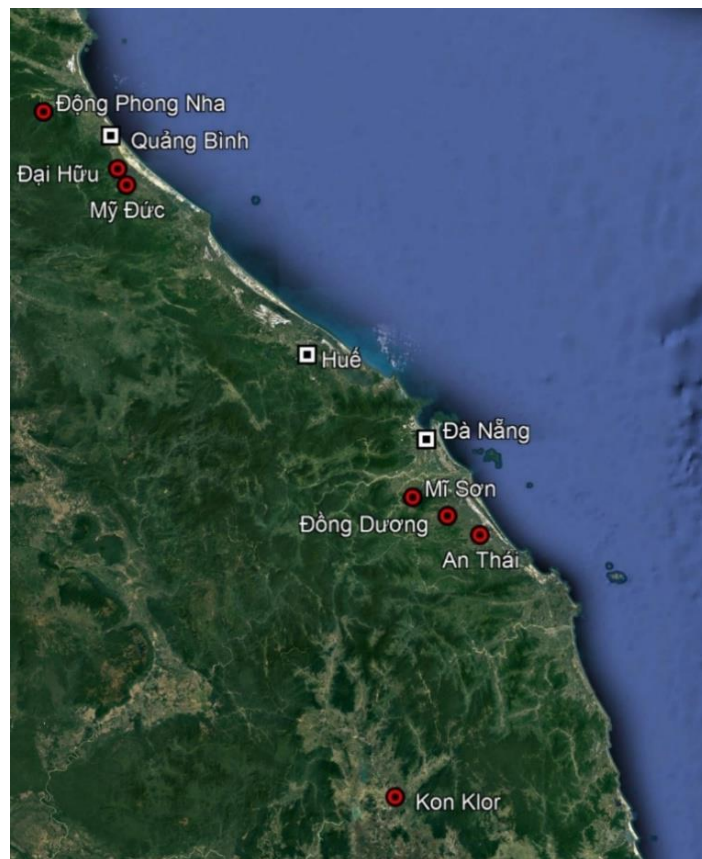 Động Phong Nha
Quảng Bình
Đại Hữu
Mỹ Đức
Huế
Đà Nẵng
Mĩ Sơn
Đồng Dương
An Thái
Kon Klor